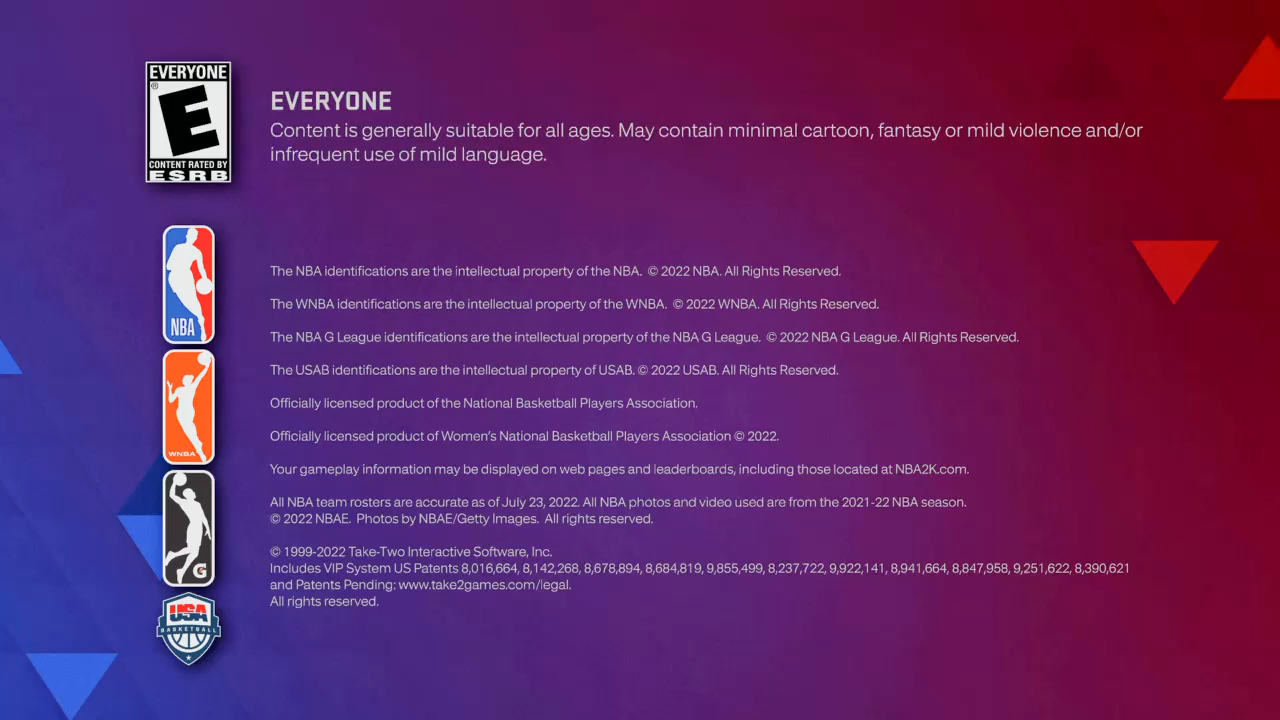 EVERYONE
®
E
CONTENT RATED BY
ESRB
EVERYONE
Content is generally suitable for all ages. May contain minimal cartoon, fantasy or mild violence and/or
infrequent use of mild language.
NBA
WNBA
G
USA
BASKETBALL
The NBA identifications are the intellectual property of the NBA. © 2022 NBA. All Rights Reserved.
The WNBA identifications are the intellectual property of the WNBA. © 2022 WNBA. All Rights Reserved.
The NBA G League identifications are the intellectual property of the NBA G League. © 2022 NBA G League. All Rights Reserved.
The USAB identifications are the intellectual property of USAB. © 2022 USAB. All Rights Reserved.
Officially licensed product of the National Basketball Players Association.
Officially licensed product of Women's National Basketball Players Association © 2022.
Your gameplay information may be displayed on web pages and leaderboards, including those located at NBA2K.com.
All NBA team rosters are accurate as of July 23, 2022. All NBA photos and video used are from the 2021-22 NBA season.
© 2022 NBAE. Photos by NBAE/Getty Images. All rights reserved.
© 1999-2022 Take-Two Interactive Software, Inc.
Includes VIP System US Patents 8,016,664, 8,142,268, 8,678,894, 8,684,819, 9,855,499, 8,237,722, 9,922,141, 8,941,664, 8,847,958, 9,251,622, 8,390,621
and Patents Pending: www.take2games.com/legal.
All rights reserved.